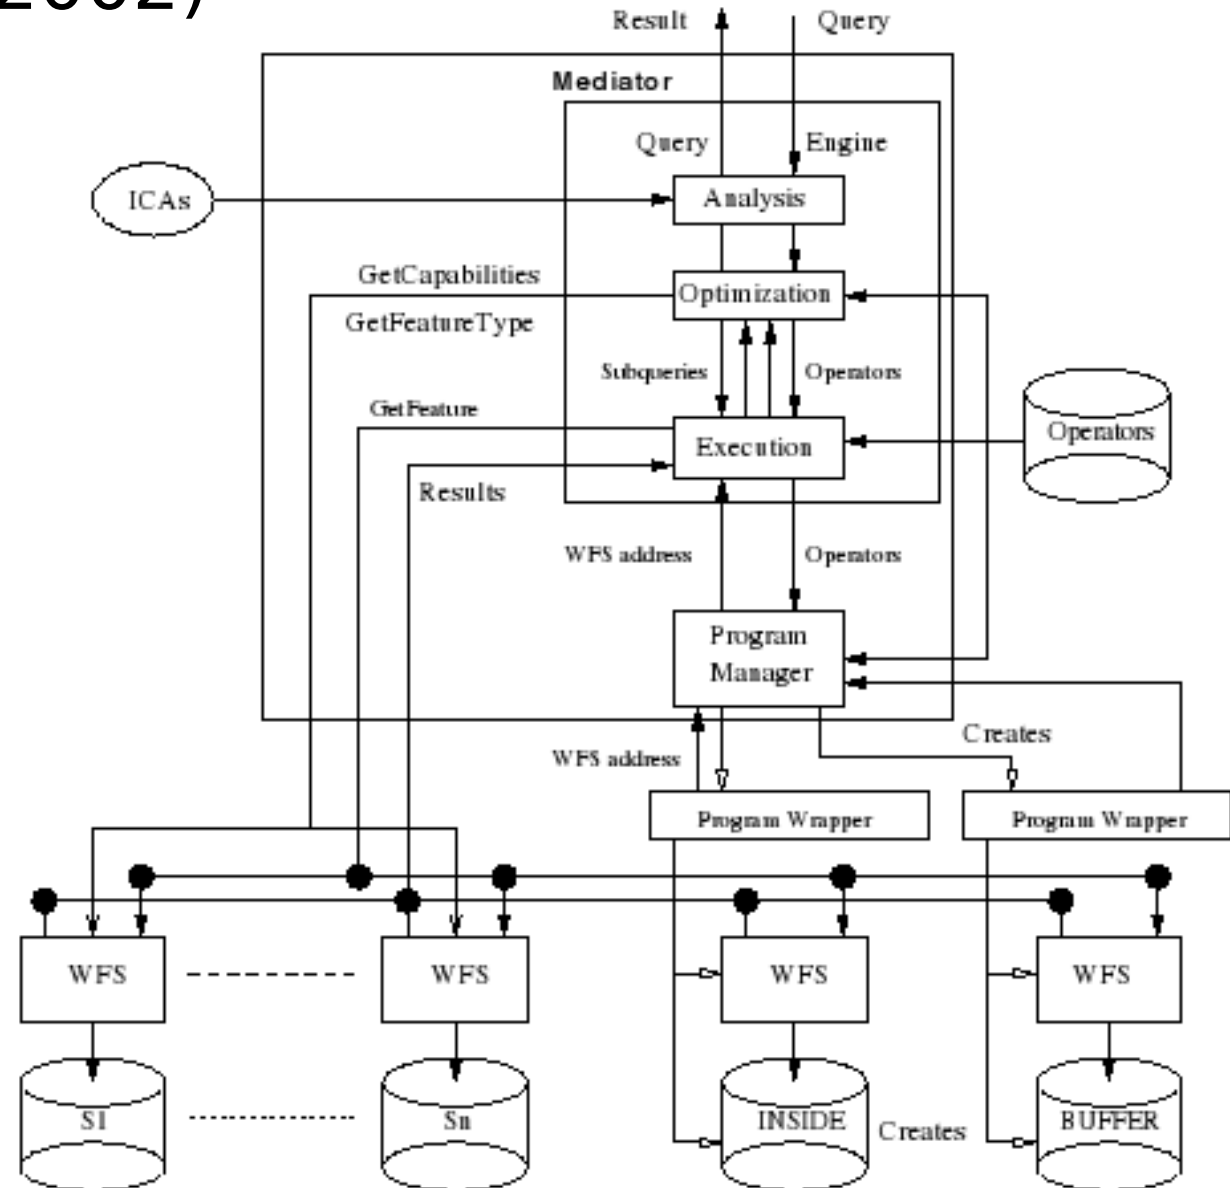 2002)
Result
Query
Mediator
Query
Engine
ICAs
Analysis
GetCapabilities
Optimization
GetFeatureType
Subqueries
Operators
GetFeature
Operators
Execution
Results
WFS address
Operators
Program
Manager
Creates
WFS address
Program Wrapper
Program Wrapper
WFS
WFS
WFS
WFS
S1
Sn
INSIDE
Creates
BUFFER